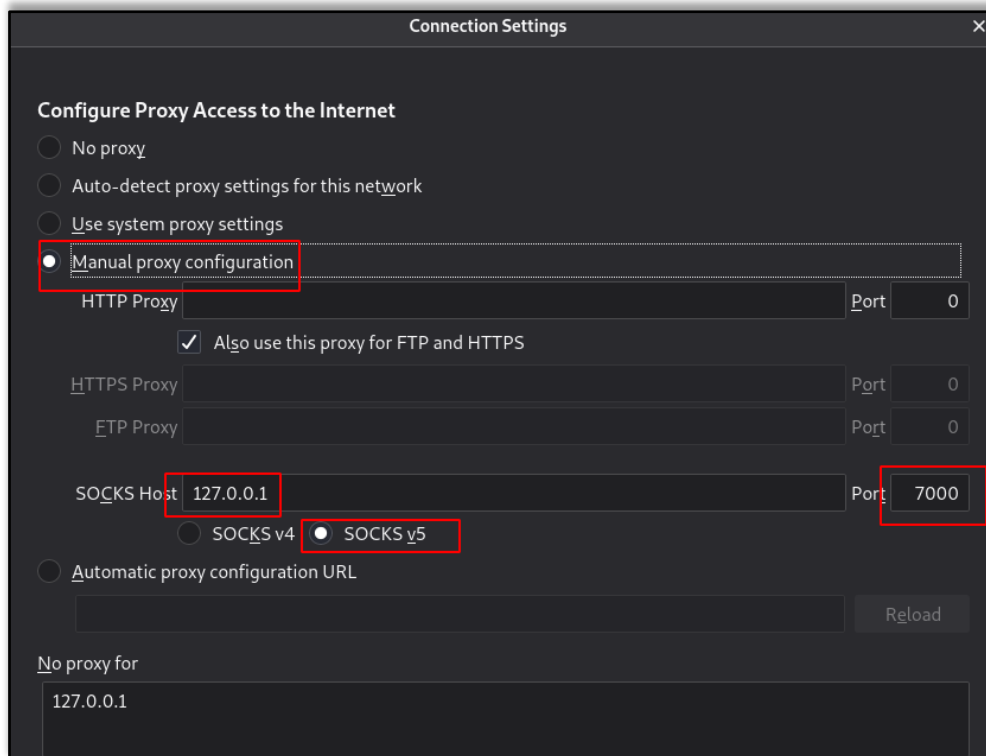 Connection Settings ×
Configure Proxy Access to the Internet
No proxy
Auto-detect proxy settings for this network
Use system proxy settings
Manual proxy configuration
HTTP Proxy Port 0
Also use this proxy for FTP and HTTPS
HTTPS Proxy Port 0
FTP Proxy Port 0
SOCKS Host 127.0.0.1 Port 7000
SOCKS v4 SOCKS v5
Automatic proxy configuration URL
Reload
No proxy for
127.0.0.1